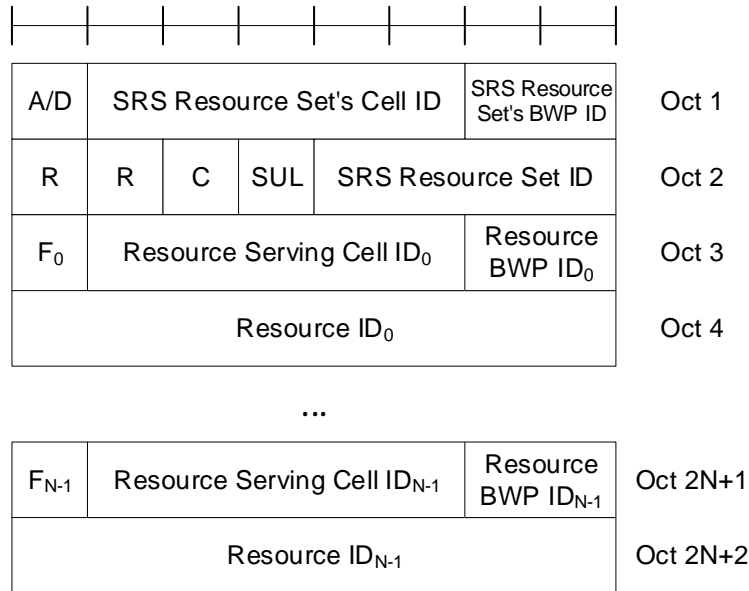 A/D SRS Resource Set's Cell ID SRS Resource Set's BWP ID Oct 1
R R C SUL SRS Resource Set ID Oct 2
F0 Resource Serving Cell ID0 Resource BWP ID0 Oct 3
Resource ID0 Oct 4
...
FN-1 Resource Serving Cell IDN-1 Resource BWP IDN-1 Oct 2N+1
Resource IDN-1 Oct 2N+2